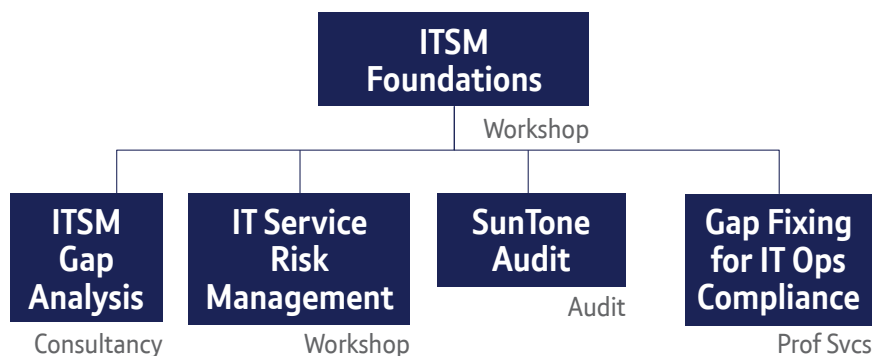 ITSM
Foundations
Workshop
ITSM
Gap
Analysis
Consultancy
IT Service
Risk
Management
Workshop
SunTone
Audit
Audit
Gap Fixing
for IT Ops
Compliance
Prof Svcs